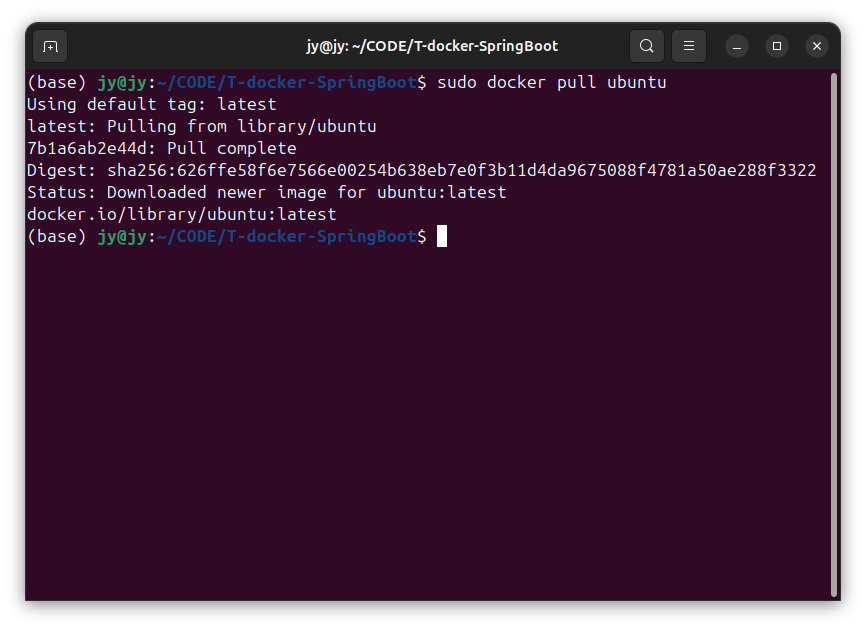 jy@jy: ~/CODE/T-docker-SpringBoot
(base) jy@jy:~/CODE/T-docker-SpringBoot$ sudo docker pull ubuntu
Using default tag: latest
latest: Pulling from library/ubuntu
7b1a6ab2e44d: Pull complete
Digest: sha256:626ffe58f6e7566e00254b638eb7e0f3b11d4da9675088f4781a50ae288f3322
Status: Downloaded newer image for ubuntu:latest
docker.io/library/ubuntu:latest
(base) jy@jy:~/CODE/T-docker-SpringBoot$